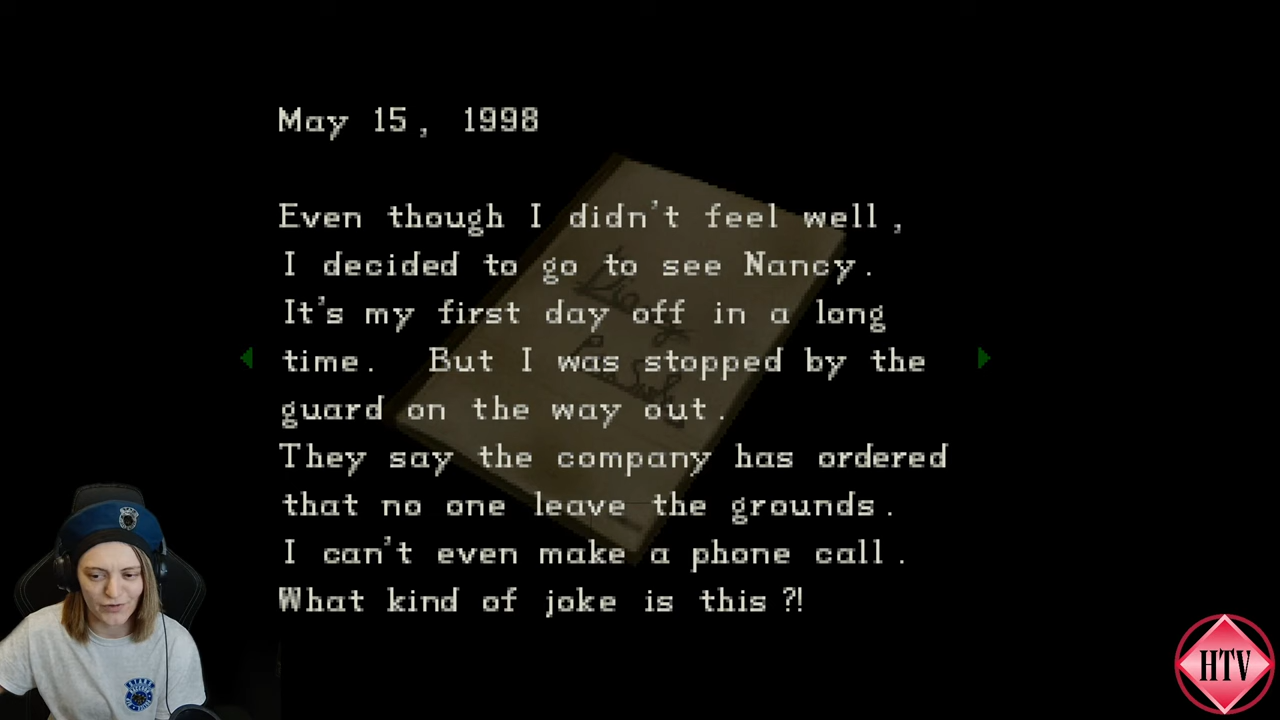 May 15, 1998
Even though I didn't feel well,
I decided to go to see Nancy.
It's my first day off in a long
time. But I was stopped by the
guard on the way out.
They say the company has ordered
that no one leave the grounds.
I can't even make a phone call.
What kind of joke is this?!
HTV